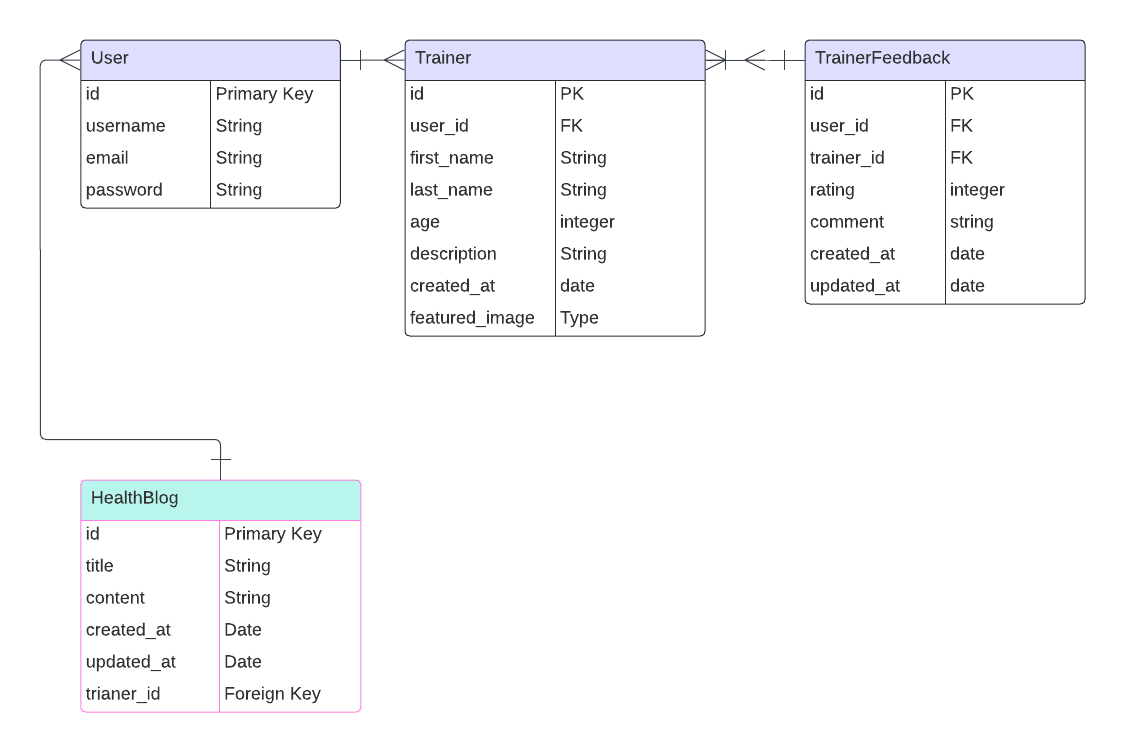 User
id Primary Key
username String
email String
password String
Trainer
id PK
user_id FK
first_name String
last_name String
age integer
description String
created_at date
featured_image Type
TrainerFeedback
id PK
user_id FK
trainer_id FK
rating integer
comment string
created_at date
updated_at date
HealthBlog
id Primary Key
title String
content String
created_at Date
updated_at Date
trianer_id Foreign Key